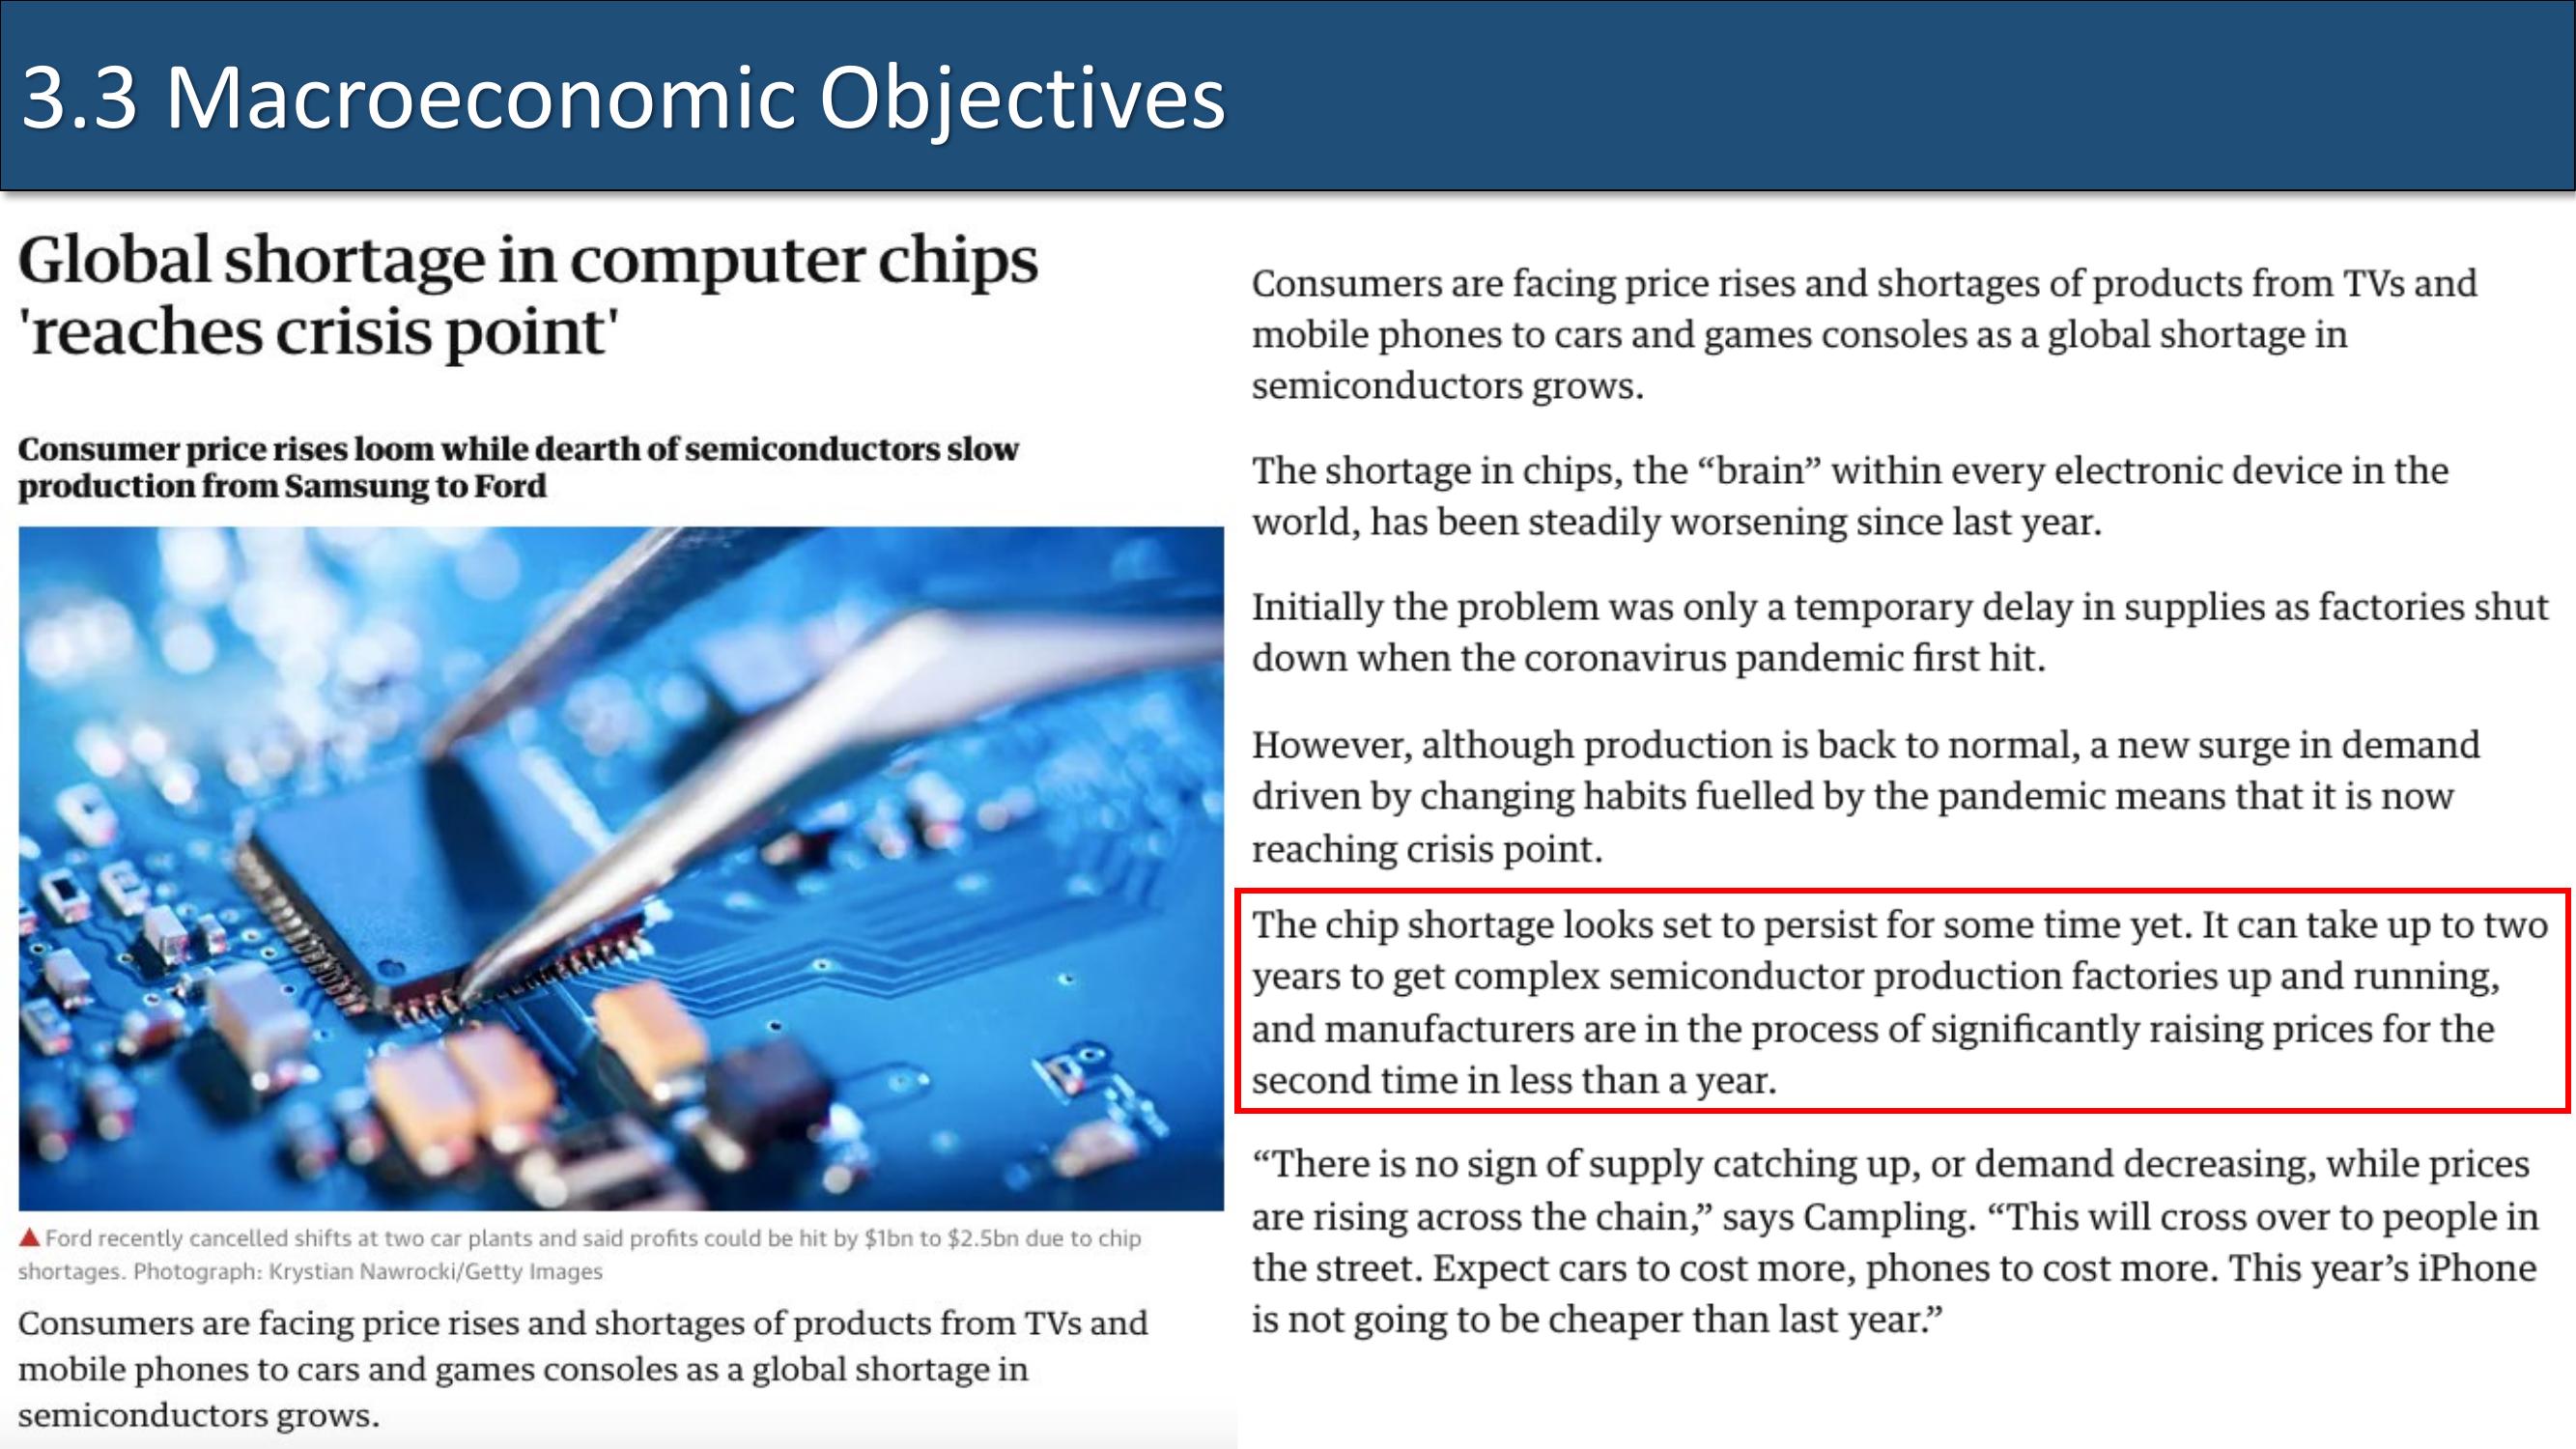 3.3 Macroeconomic Objectives
Global shortage in computer chips
'reaches crisis point'
Consumer price rises loom while dearth of semiconductors slow
production from Samsung to Ford
▲ Ford recently cancelled shifts at two car plants and said profits could be hit by $1bn to $2.5bn due to chip
shortages. Photograph: Krystian Nawrocki/Getty Images
Consumers are facing price rises and shortages of products from TVs and
mobile phones to cars and games consoles as a global shortage in
semiconductors grows.
Consumers are facing price rises and shortages of products from TVs and
mobile phones to cars and games consoles as a global shortage in
semiconductors grows.
The shortage in chips, the “brain” within every electronic device in the
world, has been steadily worsening since last year.
Initially the problem was only a temporary delay in supplies as factories shut
down when the coronavirus pandemic first hit.
However, although production is back to normal, a new surge in demand
driven by changing habits fuelled by the pandemic means that it is now
reaching crisis point.
The chip shortage looks set to persist for some time yet. It can take up to two
years to get complex semiconductor production factories up and running,
and manufacturers are in the process of significantly raising prices for the
second time in less than a year.
“There is no sign of supply catching up, or demand decreasing, while prices
are rising across the chain,” says Campling. “This will cross over to people in
the street. Expect cars to cost more, phones to cost more. This year’s iPhone
is not going to be cheaper than last year.”